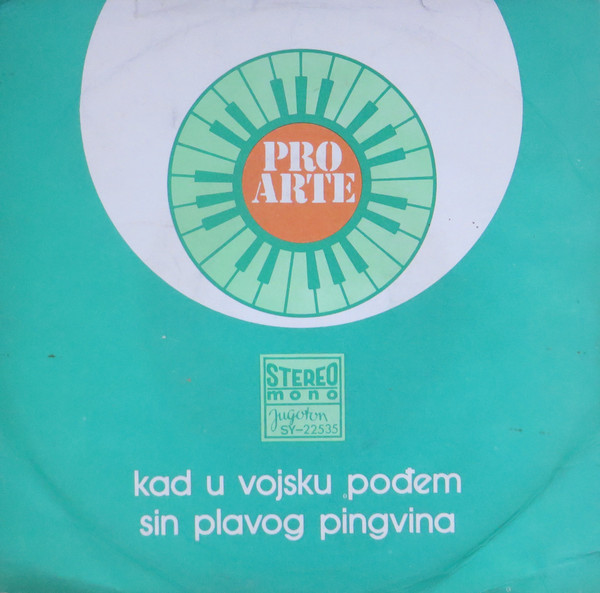 PRO
ARTE
STEREO
mono
Jugoton
SY-22535
kad u vojsku pođem
sin plavog pingvina